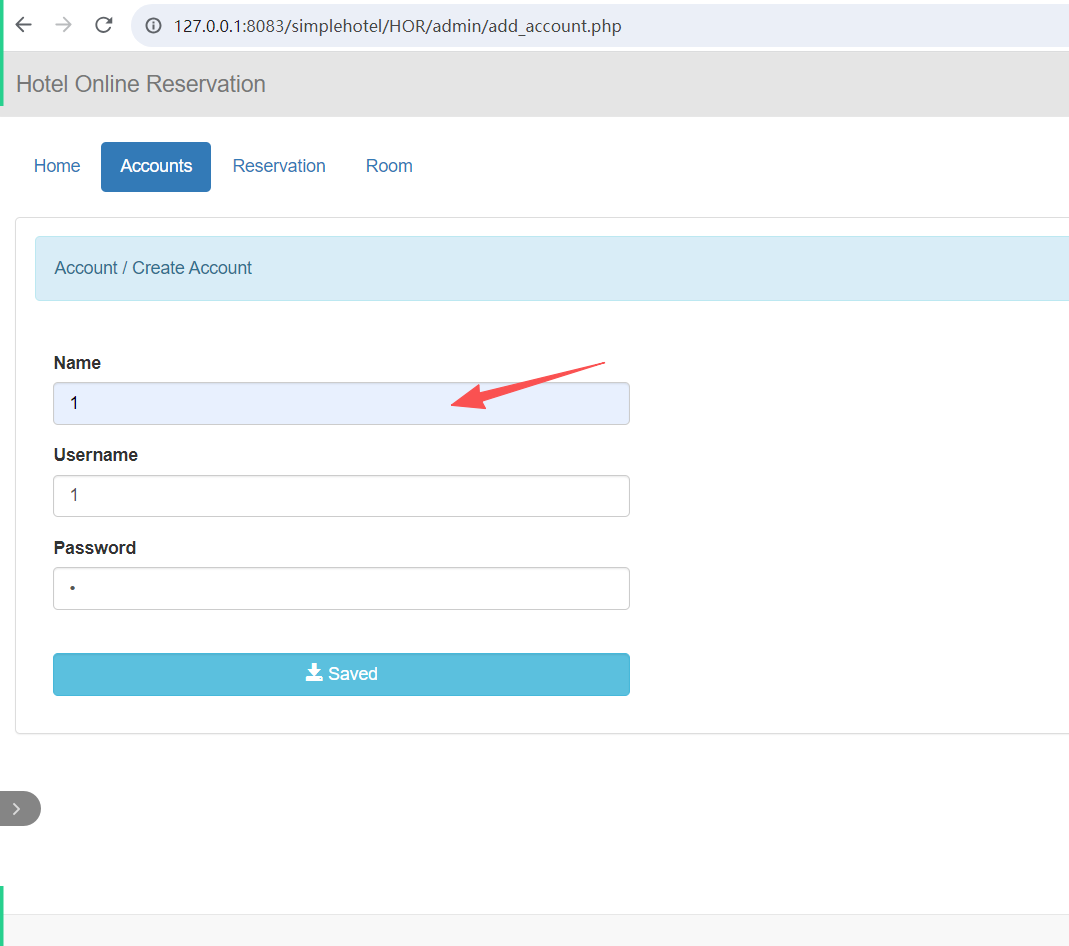 127.0.0.1:8083/simplehotel/HOR/admin/add_account.php
Hotel Online Reservation
Home Accounts Reservation Room
Account / Create Account
Name
1
Username
1
Password
•
Saved